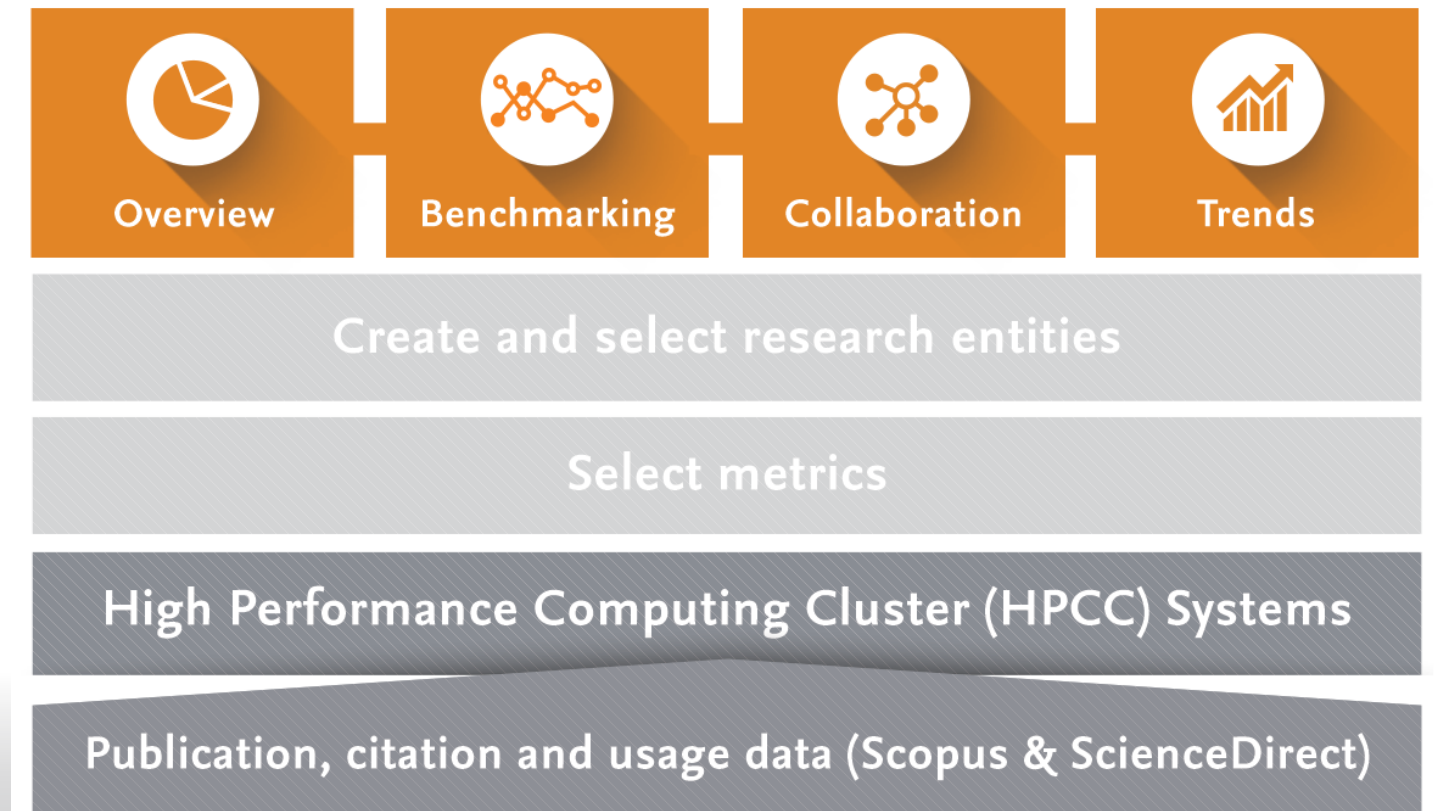 Overview
Benchmarking
Collaboration
Trends
Create and select research entities
Select metrics
High Performance Computing Cluster (HPCC) Systems
Publication, citation and usage data (Scopus & ScienceDirect)